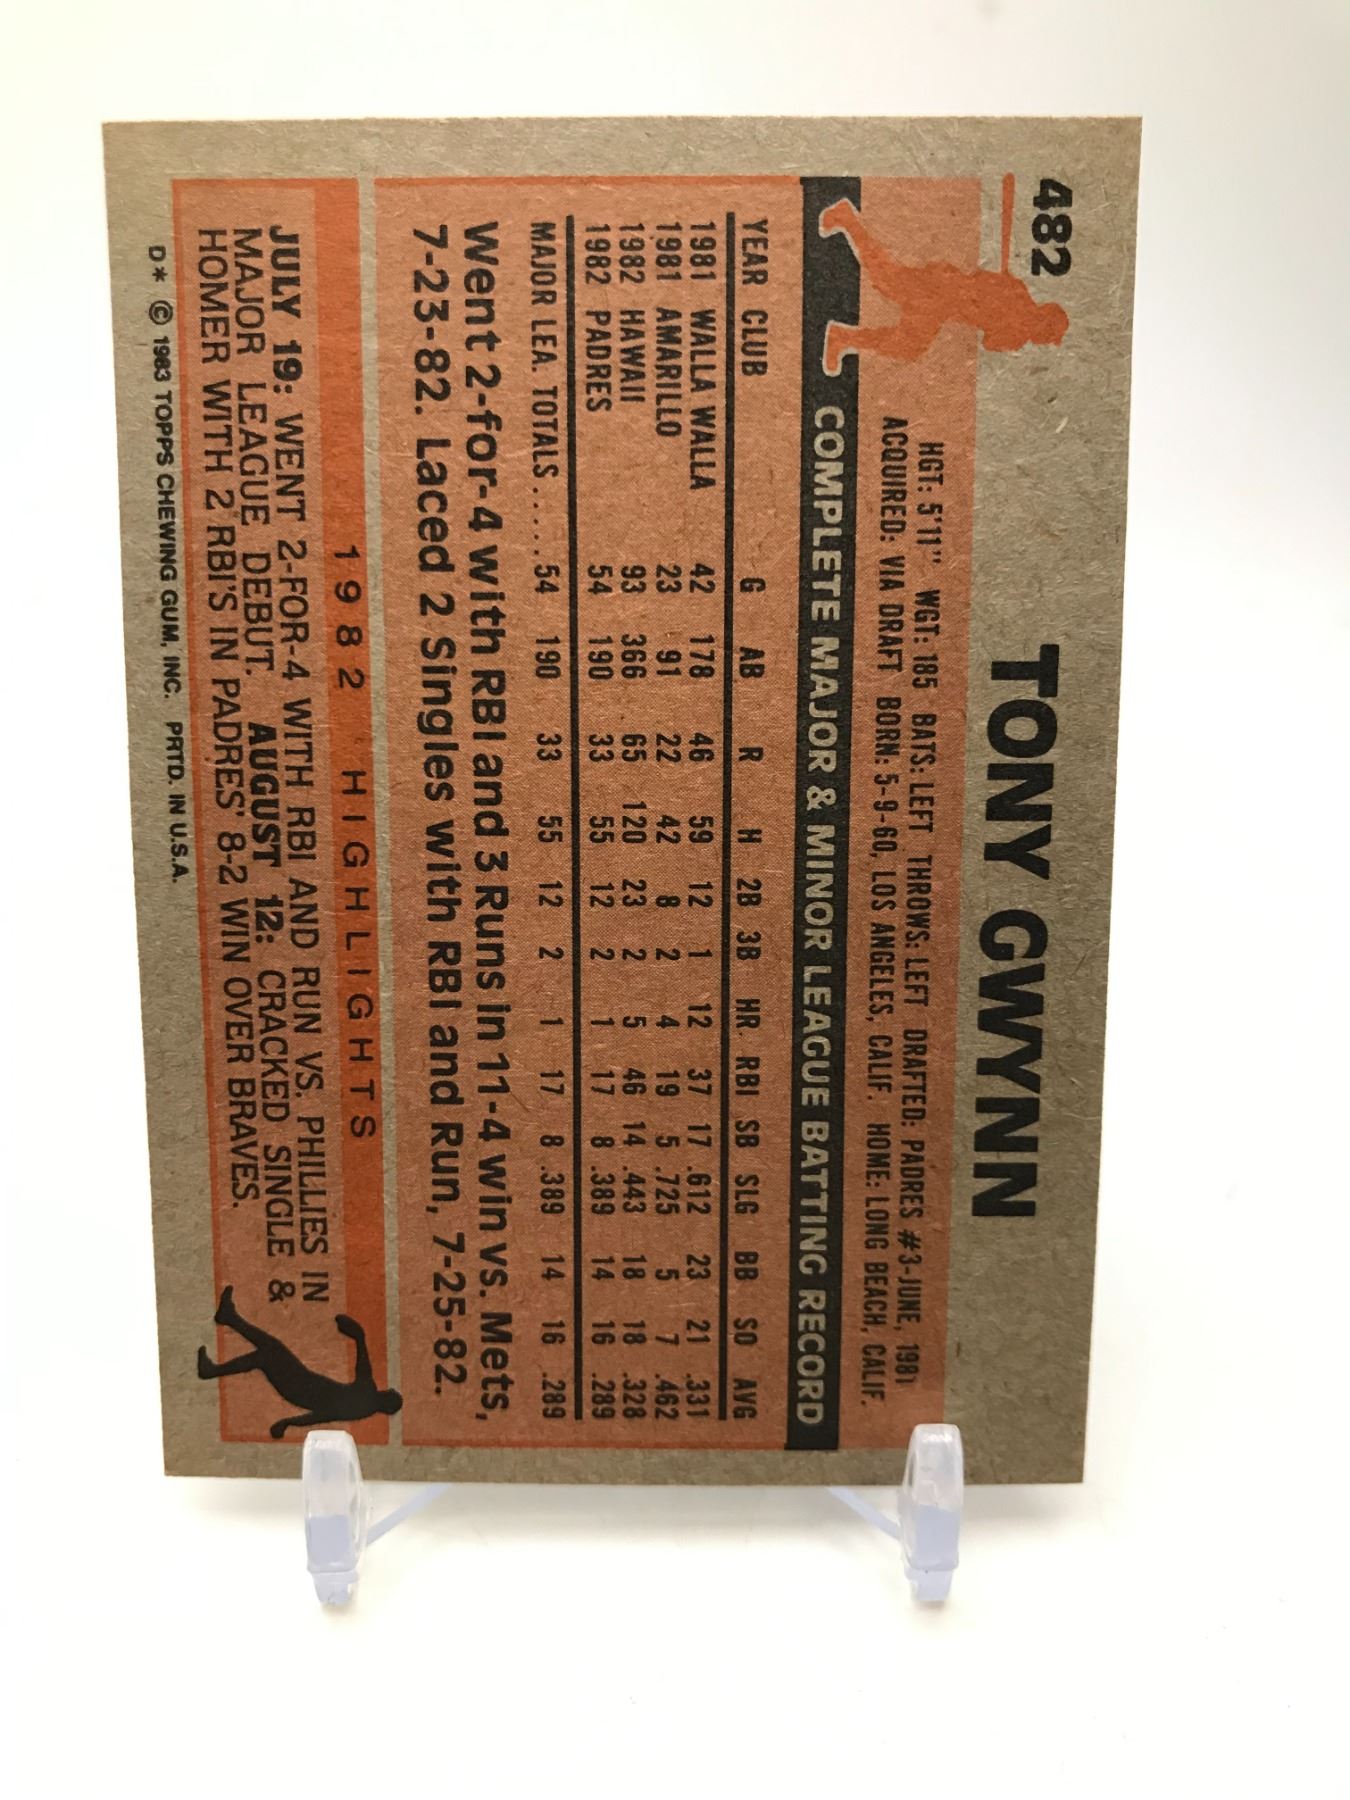 482
TONY GWYNN
HGT: 5'11" WGT: 185 BATS: LEFT THROWS: LEFT DRAFTED: PADRES #3-JUNE, 1981
ACQUIRED: VIA DRAFT BORN: 5-9-60, LOS ANGELES, CALIF. HOME: LONG BEACH, CALIF.
COMPLETE MAJOR & MINOR LEAGUE BATTING RECORD
YEAR CLUB G AB R H 2B 3B HR RBI SB SLG BB SO AVG
1981 WALLA WALLA 42 178 46 59 12 1 12 37 17 .612 23 21 .331
1981 AMARILLO 23 91 22 42 8 2 4 19 5 .725 5 7 .462
1982 HAWAII 93 366 65 120 23 2 5 46 14 .443 18 18 .328
1982 PADRES 54 190 33 55 12 2 1 17 8 .389 14 16 .289
MAJOR LEA. TOTALS......54 190 33 55 12 2 1 17 8 .389 14 16 .289
Went 2-for-4 with RBI and 3 Runs in 11-4 win vs. Mets,
7-23-82. Laced 2 Singles with RBI and Run, 7-25-82.
1982 HIGHLIGHTS
JULY 19: WENT 2-FOR-4 WITH RBI AND RUN VS. PHILLIES IN
MAJOR LEAGUE DEBUT. AUGUST 12: CRACKED SINGLE &
HOMER WITH 2 RBI'S IN PADRES' 8-2 WIN OVER BRAVES.
D* © 1983 TOPPS CHEWING GUM, INC. PRTD. IN U.S.A.